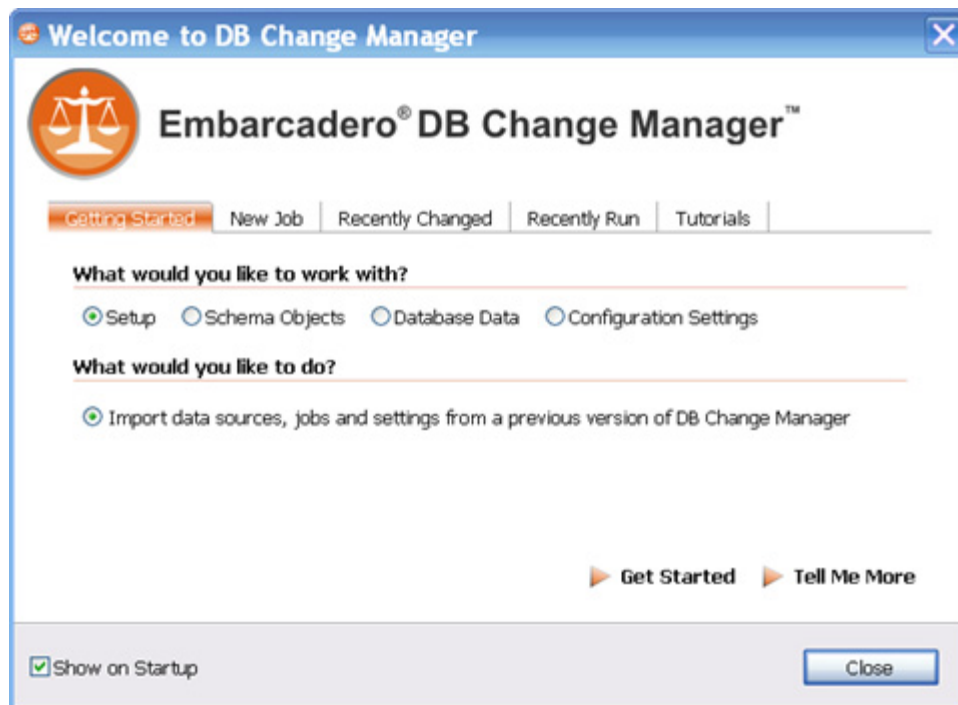 Welcome to DB Change Manager
Embarcadero® DB Change Manager™
Getting Started New Job Recently Changed Recently Run Tutorials
What would you like to work with?
Setup Schema Objects Database Data Configuration Settings
What would you like to do?
Import data sources, jobs and settings from a previous version of DB Change Manager
Get Started Tell Me More
Show on Startup Close